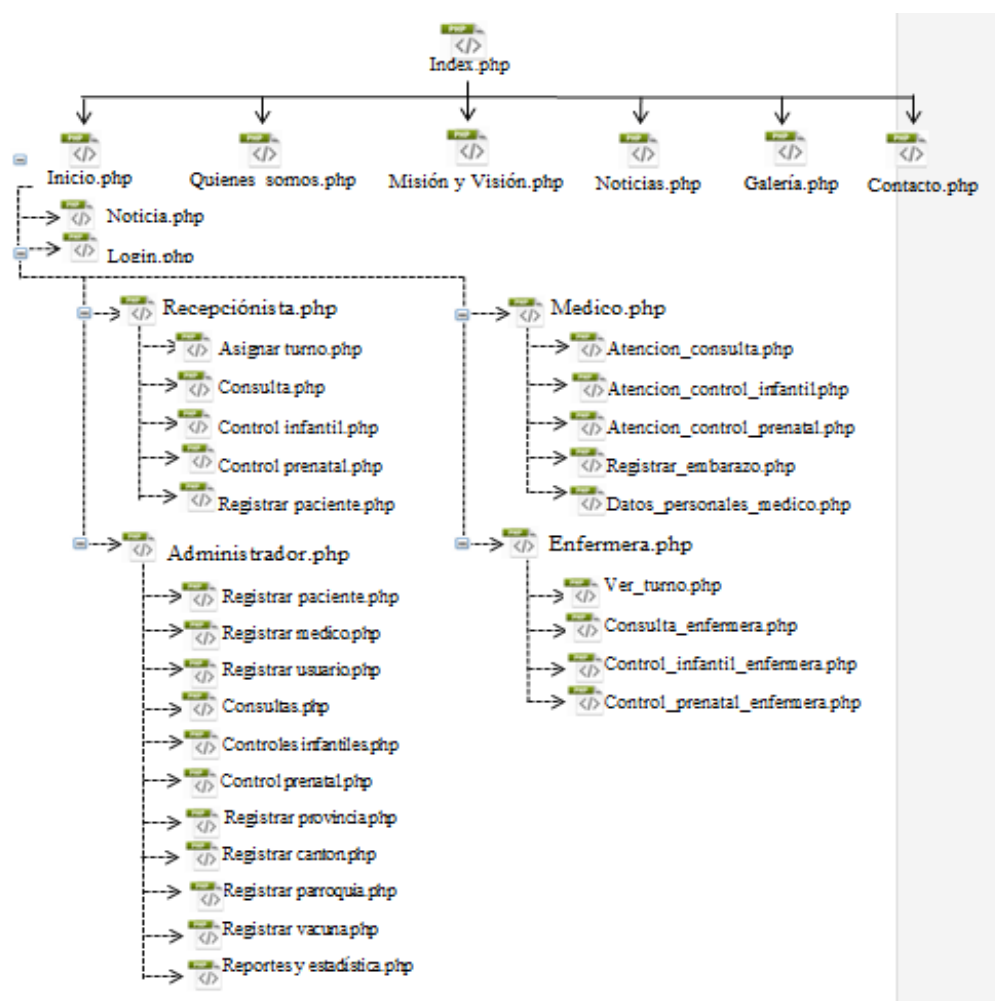 Index.php
Inicio.php
Quienes somos.php
Misión y Visión.php
Noticias.php
Galería.php
Contacto.php
Noticia.php
Login.php
Recepciónista.php
Asignar turno.php
Consulta.php
Control infantil.php
Control prenatal.php
Registrar paciente.php
Medico.php
Atencion_consulta.php
Atencion_control_infantil.php
Atencion_control_prenatal.php
Registrar_embarazo.php
Datos_personales_medico.php
Administrador.php
Registrar paciente.php
Registrar medico.php
Registrar usuario.php
Consultas.php
Controles infantiles.php
Control prenatal.php
Registrar provincia.php
Registrar canton.php
Registrar parroquia.php
Registrar vacuna.php
Reportes y estadística.php
Enfermera.php
Ver_turno.php
Consulta_enfermera.php
Control_infantil_enfermera.php
Control_prenatal_enfermera.php